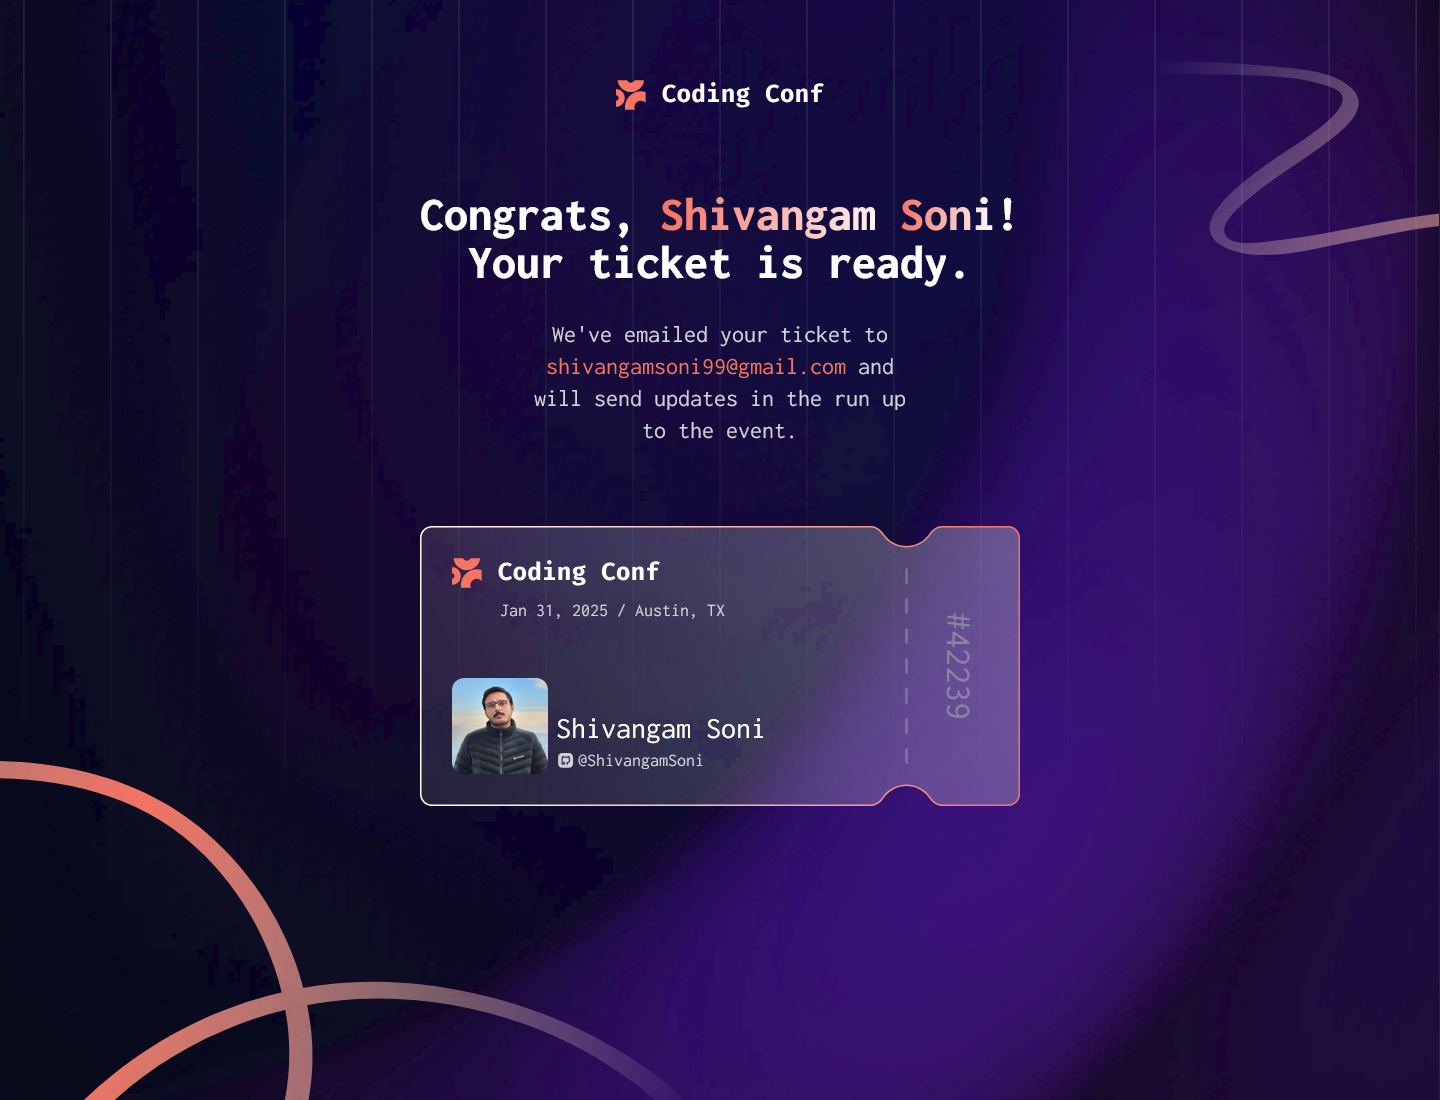 Coding Conf
Congrats, Shivangam Soni!
Your ticket is ready.
We've emailed your ticket to
shivangamsoni99@gmail.com and
will send updates in the run up
to the event.
Coding Conf
Jan 31, 2025 / Austin, TX
#42239
Shivangam Soni
@ShivangamSoni